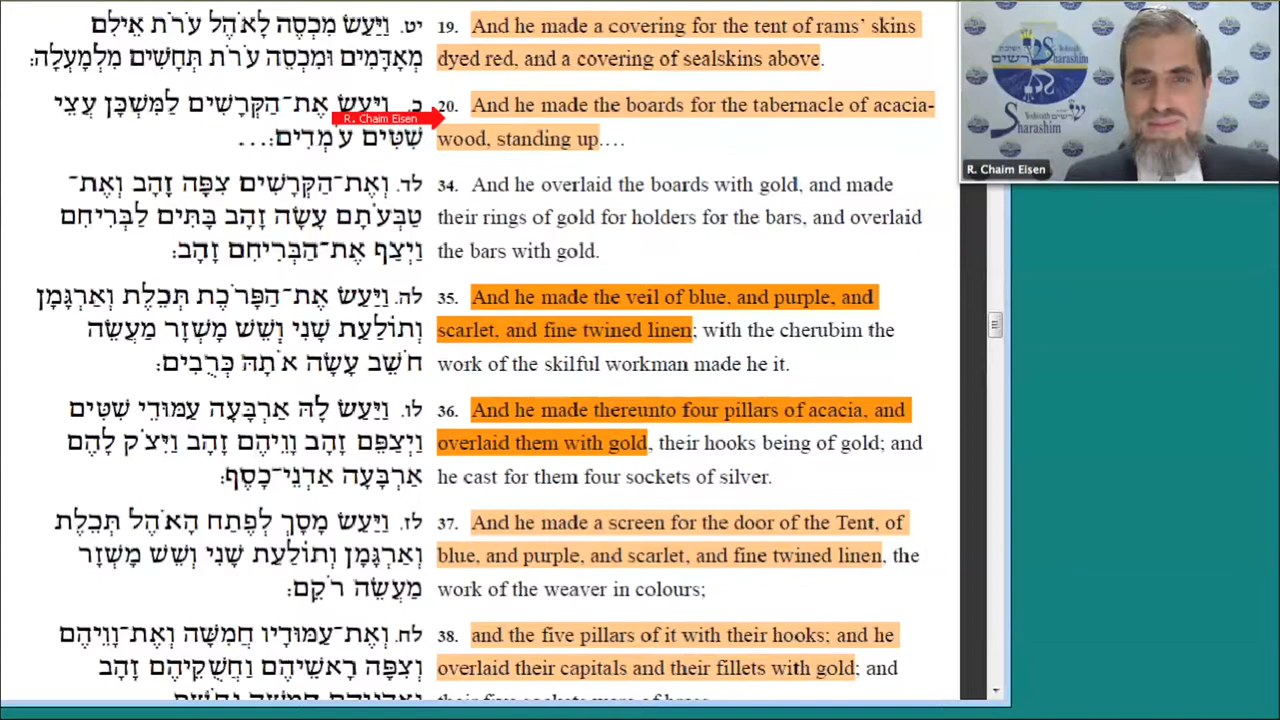 יט. וַיַּעַשׂ מִכְסֶה לָאֹהֶל עֹרֹת אֵילִם
מְאָדָּמִים וּמִכְסֵה עֹרֹת תְּחָשִׁים מִלְמָעְלָה:
19. And he made a covering for the tent of rams’ skins
dyed red, and a covering of sealskins above.
כ. וַיַּעַשׂ אֶת־הַקְּרָשִׁים לַמִּשְׁכָּן עֲצֵי
שִׁטִּים עֹמְדִים:...
R. Chaim Eisen
20. And he made the boards for the tabernacle of acacia-
wood, standing up....
לד. וְאֶת־הַקְּרָשִׁים צִפָּה זָהָב וְאֶת־
טַבְּעֹתָם עָשָׂה זָהָב בָּתִּים לַבְּרִיחִם
וַיְצַף אֶת־הַבְּרִיחִם זָהָב:
34. And he overlaid the boards with gold, and made
their rings of gold for holders for the bars, and overlaid
the bars with gold.
לה. וַיַּעַשׂ אֶת־הַפָּרֹכֶת תְּכֵלֶת וְאַרְגָּמָן
וְתוֹלַעַת שָׁנִי וְשֵׁשׁ מָשְׁזָר מַעֲשֵׂה
חֹשֵׁב עָשָׂה אֹתָהּ כְּרֻבִים:
35. And he made the veil of blue, and purple, and
scarlet, and fine twined linen; with the cherubim the
work of the skilful workman made he it.
לו. וַיַּעַשׂ לָהּ אַרְבָּעָה עַמּוּדֵי שִׁטִּים
וַיְצַפֵּם זָהָב וָוֵיהֶם זָהָב וַיִּצֹק לָהֶם
אַרְבָּעָה אַדְנֵי־כָסֶף:
36. And he made thereunto four pillars of acacia, and
overlaid them with gold, their hooks being of gold; and
he cast for them four sockets of silver.
לז. וַיַּעַשׂ מָסָךְ לְפֶתַח הָאֹהֶל תְּכֵלֶת
וְאַרְגָּמָן וְתוֹלַעַת שָׁנִי וְשֵׁשׁ מָשְׁזָר
מַעֲשֵׂה רֹקֵם:
37. And he made a screen for the door of the Tent, of
blue, and purple, and scarlet, and fine twined linen, the
work of the weaver in colours;
לח. וְאֶת־עַמּוּדָיו חֲמִשָּׁה וְאֶת־וָוֵיהֶם
וְצִפָּה רָאשֵׁיהֶם וַחֲשֻׁקֵיהֶם זָהָב
38. and the five pillars of it with their hooks; and he
overlaid their capitals and their fillets with gold; and
their five sockets were of brass
Yeshivath
Sharashim
Sharashim
R. Chaim Eisen